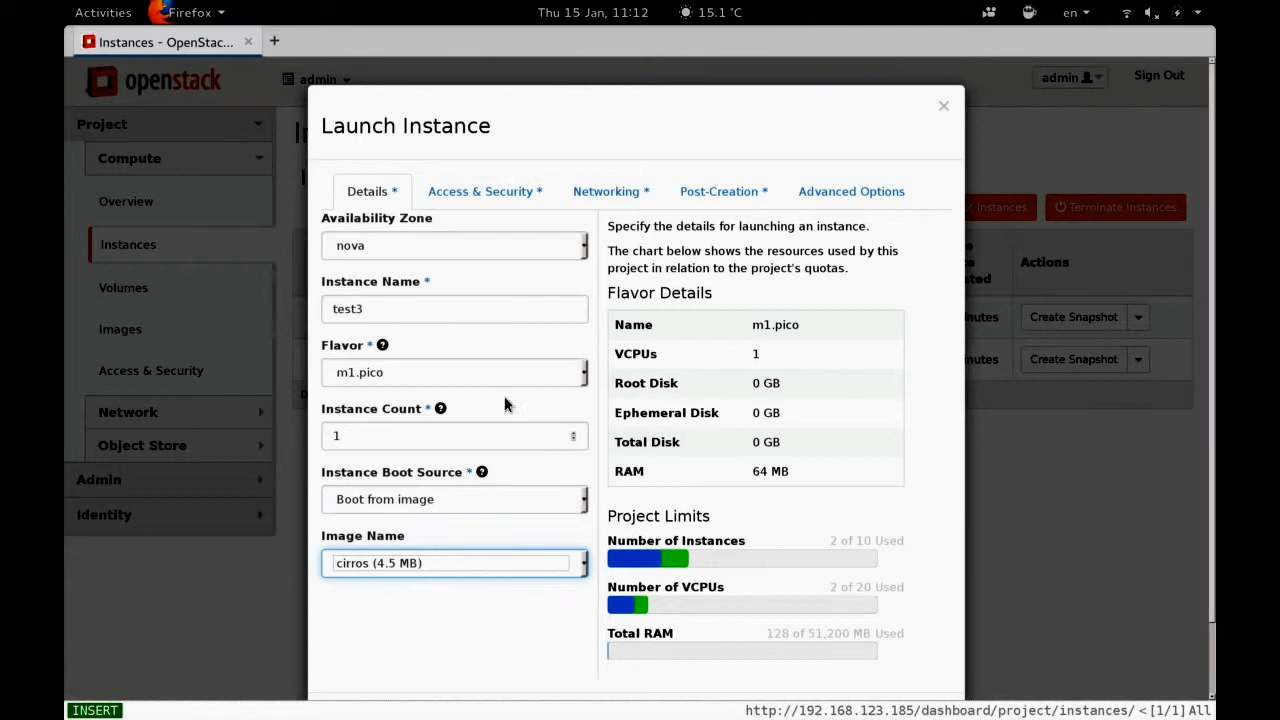 Activities Firefox Thu 15 Jan, 11:12 15.1 °C en
Instances - OpenStac... × +
openstack admin admin Sign Out
Project
Compute
Overview
Instances
Volumes
Images
Access & Security
Network
Object Store
Admin
Identity
Launch Instance ×
Details * Access & Security * Networking * Post-Creation * Advanced Options
Availability Zone
nova
Instance Name *
test3
Flavor * ?
m1.pico
Instance Count * ?
1
Instance Boot Source * ?
Boot from image
Image Name
cirros (4.5 MB)
Specify the details for launching an instance.
The chart below shows the resources used by this
project in relation to the project's quotas.
Flavor Details
Name m1.pico
VCPUs 1
Root Disk 0 GB
Ephemeral Disk 0 GB
Total Disk 0 GB
RAM 64 MB
Project Limits
Number of Instances 2 of 10 Used
Number of VCPUs 2 of 20 Used
Total RAM 128 of 51,200 MB Used
Instances Terminate Instances
Actions
Create Snapshot
Create Snapshot
INSERT http://192.168.123.185/dashboard/project/instances/ < [1/1] All